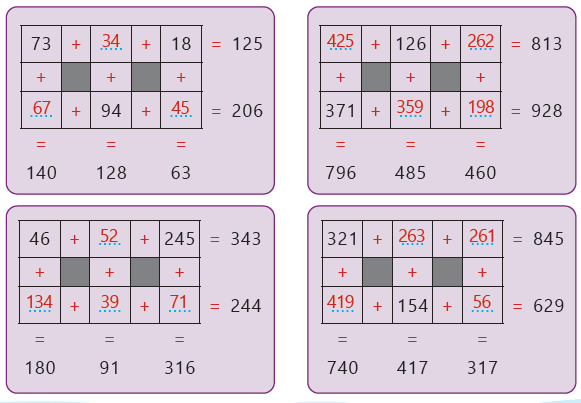 73 + 34 + 18 = 125
+ + +
67 + 94 + 45 = 206
= = =
140 128 63
425 + 126 + 262 = 813
+ + +
371 + 359 + 198 = 928
= = =
796 485 460
46 + 52 + 245 = 343
+ + +
134 + 39 + 71 = 244
= = =
180 91 316
321 + 263 + 261 = 845
+ + +
419 + 154 + 56 = 629
= = =
740 417 317